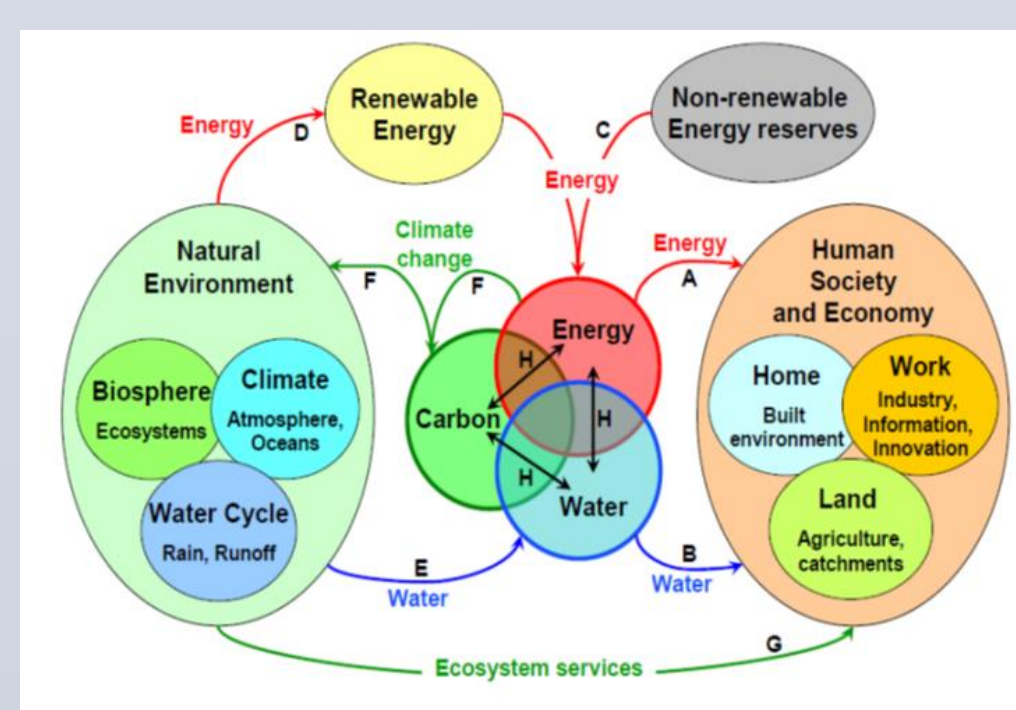 Renewable
Energy
Non-renewable
Energy reserves
Energy
D
C
Energy
Natural
Environment
Climate
change
F
F
Energy
A
Human
Society
and Economy
Biosphere
Ecosystems
Climate
Atmosphere,
Oceans
Water Cycle
Rain, Runoff
Energy
H
Carbon
H
H
Water
Home
Built
environment
Work
Industry,
Information,
Innovation
Land
Agriculture,
catchments
E
Water
B
Water
G
Ecosystem services